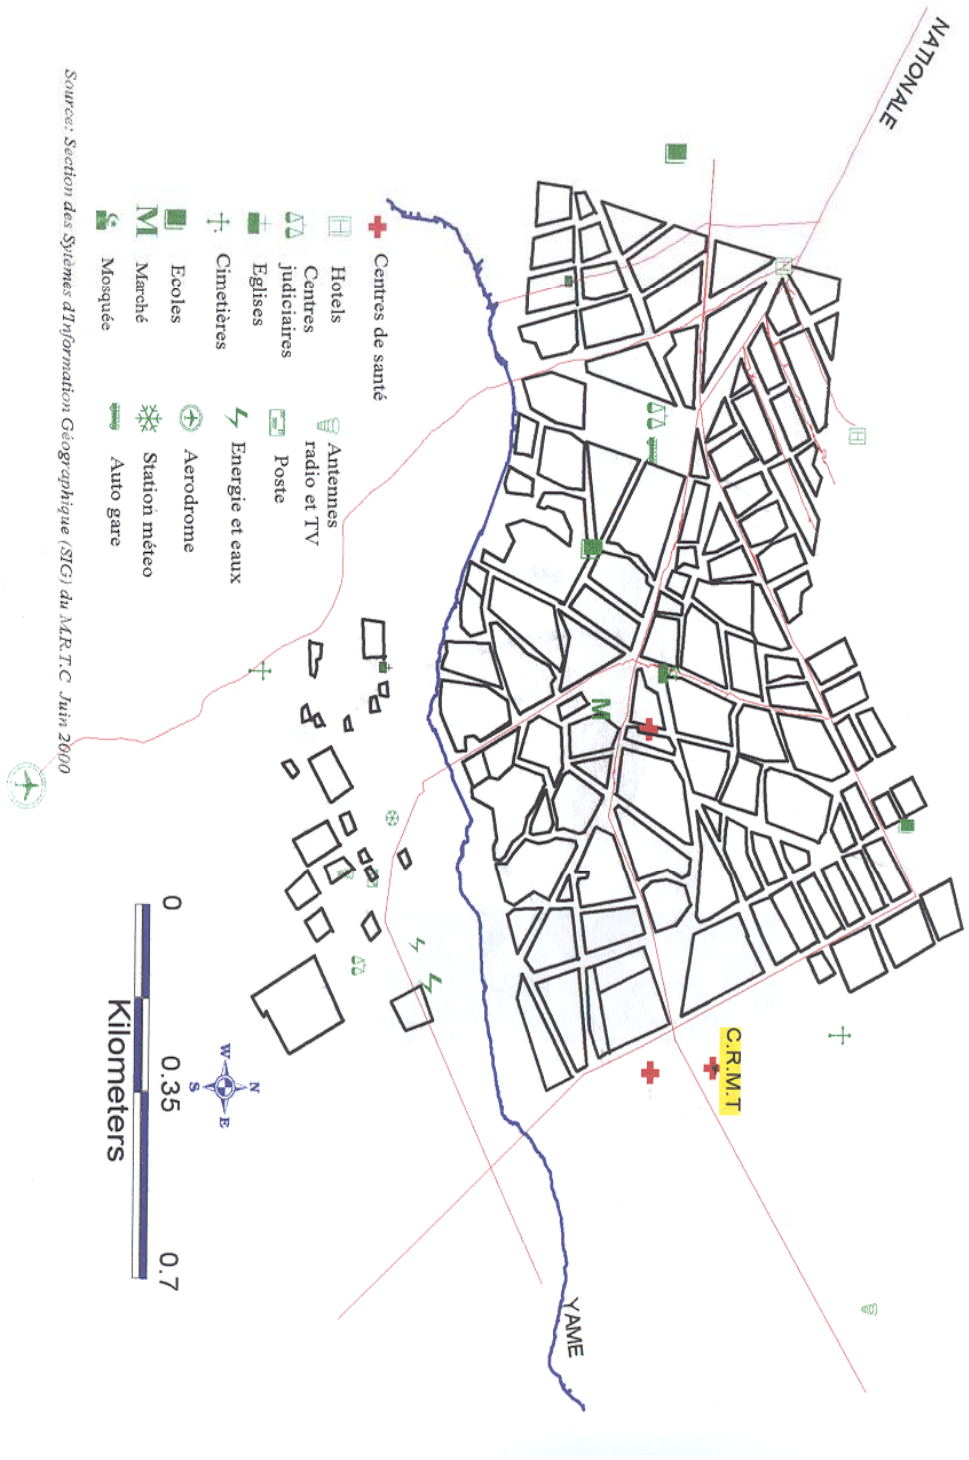 NATIONALE
C.R.M.T
YAME
Centres de santé
Hotels
Centres
judiciaires
Eglises
Cimetières
Ecoles
M
Marché
Mosquée
Antennes
radio et TV
Poste
Energie et eaux
Aerodrome
Station méteo
Auto gare
H
H
M
N
W
E
S
0
0.35
0.7
Kilometers
Source: Section des Sytèmes d'Information Géographique (SIG) du M.R.T.C Juin 2000